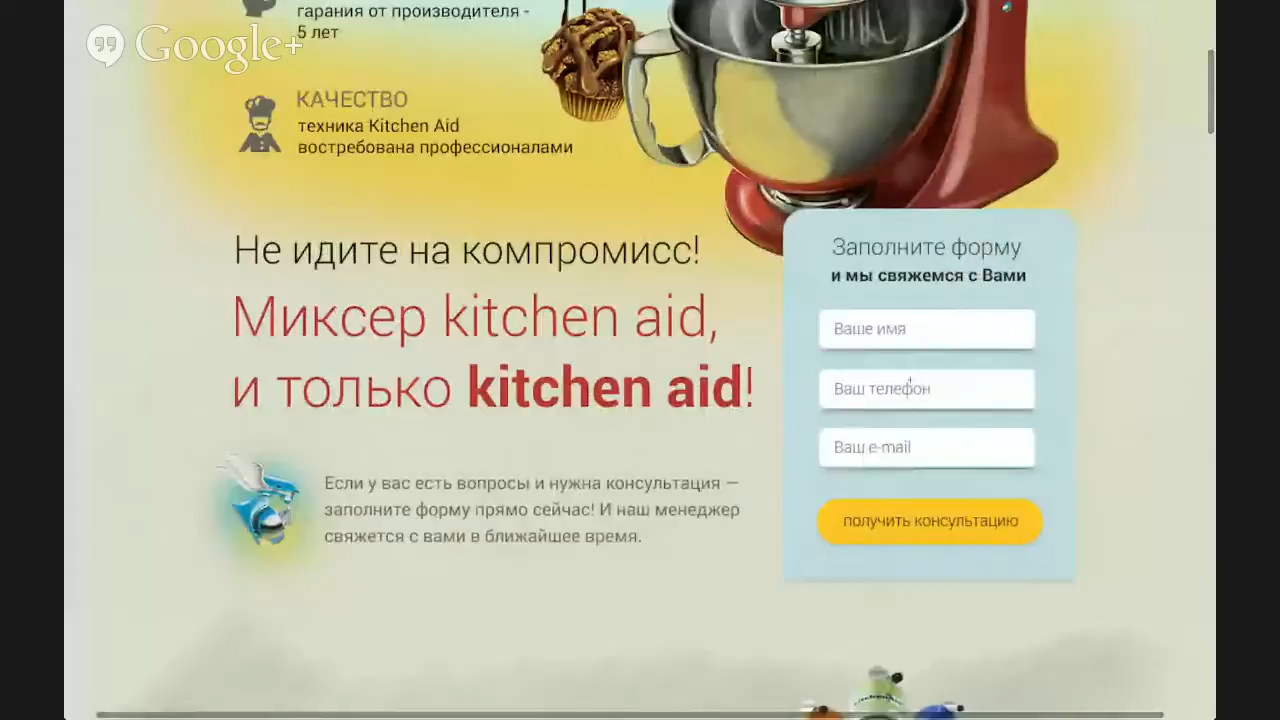 гарания от производителя -
5 лет
Google+
КАЧЕСТВО
техника Kitchen Aid
востребована профессионалами
Не идите на компромисс!
Миксер kitchen aid,
и только kitchen aid!
Если у вас есть вопросы и нужна консультация —
заполните форму прямо сейчас! И наш менеджер
свяжется с вами в ближайшее время.
Заполните форму
и мы свяжемся с Вами
Ваше имя
Ваш телефон
Ваш e-mail
получить консультацию